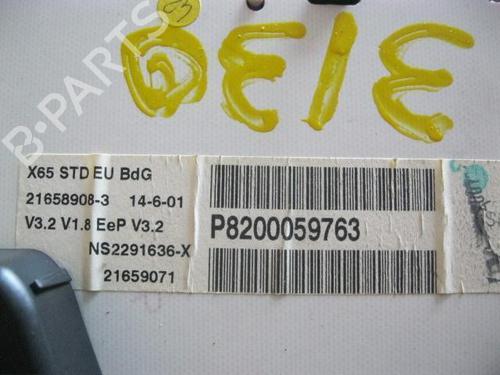 B-PARTS
X65 STD EU BdG
21658908-3 14-6-01
V3.2 V1.8 EeP V3.2
NS2291636-X
21659071
P8200059763